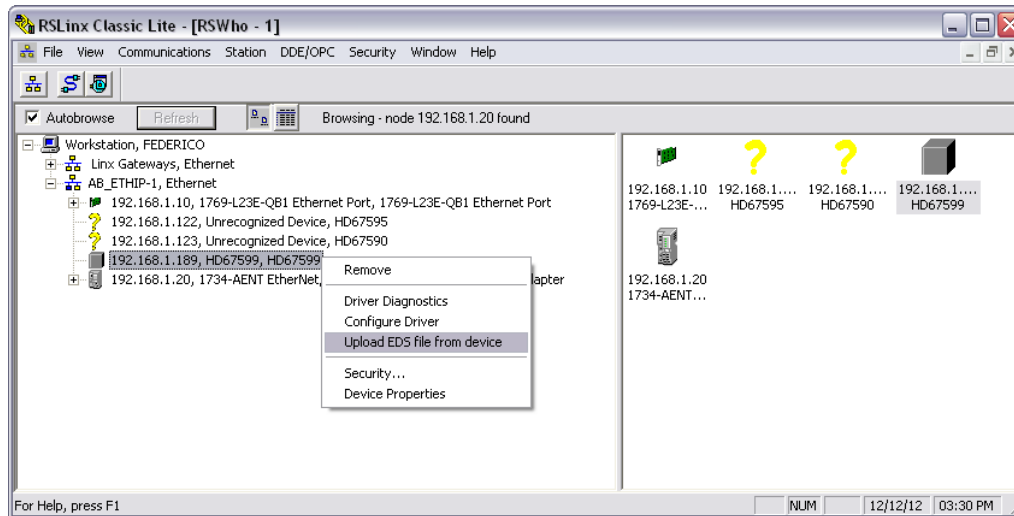 RSLinx Classic Lite - [RSWho - 1]
File View Communications Station DDE/OPC Security Window Help
Autobrowse Refresh Browsing - node 192.168.1.20 found
Workstation, FEDERICO
Linx Gateways, Ethernet
AB_ETHIP-1, Ethernet
192.168.1.10, 1769-L23E-QB1 Ethernet Port, 1769-L23E-QB1 Ethernet Port
192.168.1.122, Unrecognized Device, HD67595
192.168.1.123, Unrecognized Device, HD67590
192.168.1.189, HD67599, HD67599
192.168.1.20, 1734-AENT EtherNet, lapter
Remove
Driver Diagnostics
Configure Driver
Upload EDS file from device
Security...
Device Properties
192.168.1.10 192.168.1.... 192.168.1.... 192.168.1....
1769-L23E-... HD67595 HD67590 HD67599
192.168.1.20
1734-AENT...
For Help, press F1 NUM 12/12/12 03:30 PM